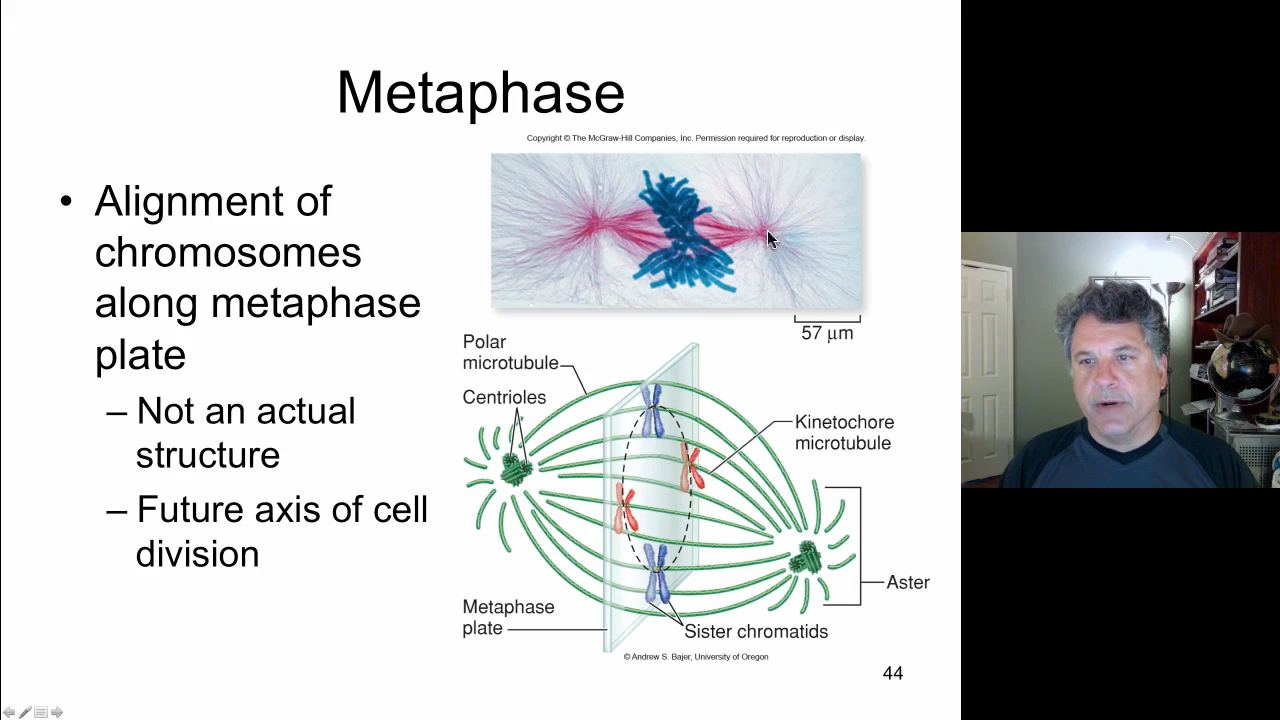 Metaphase
Copyright © The McGraw-Hill Companies, Inc. Permission required for reproduction or display.
• Alignment of
chromosomes
along metaphase
plate
– Not an actual
structure
– Future axis of cell
division
57 μm
Polar
microtubule
Centrioles
Kinetochore
microtubule
Aster
Metaphase
plate
Sister chromatids
© Andrew S. Bajer, University of Oregon
44